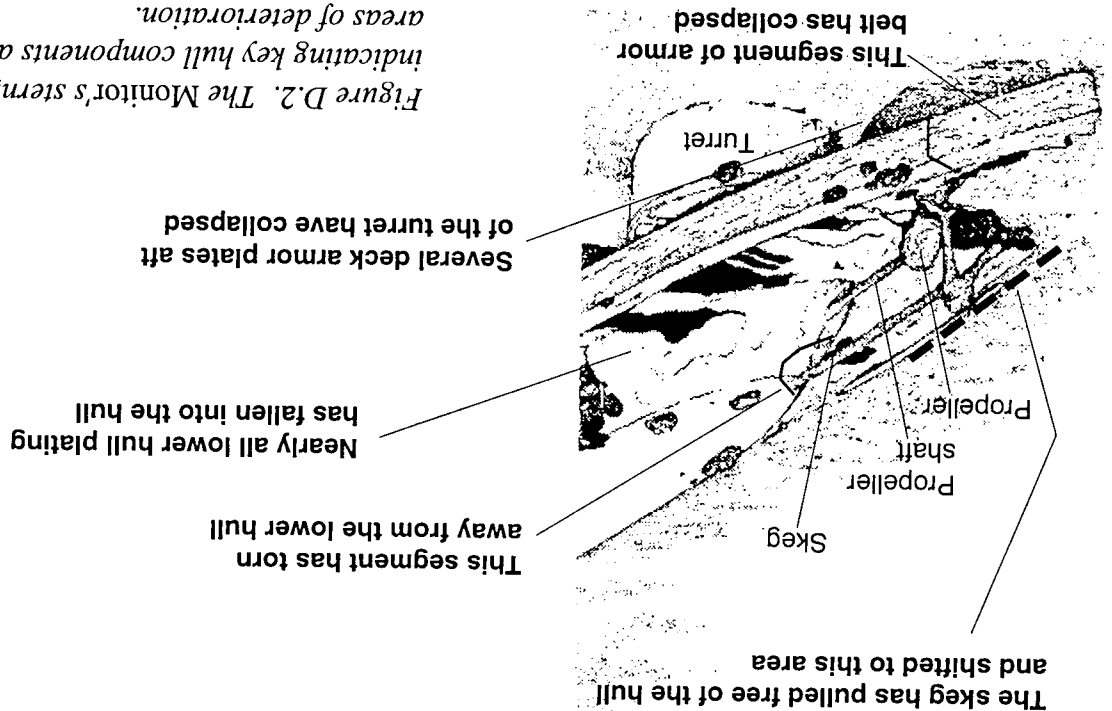 The skeg has pulled free of the hull
and shifted to this area
Skeg
Propeller
shaft
Propeller
This segment has torn
away from the lower hull
Nearly all lower hull plating
has fallen into the hull
Several deck armor plates aft
of the turret have collapsed
Turret
This segment of armor
belt has collapsed
Figure D.2. The Monitor's stern,
indicating key hull components a
areas of deterioration.